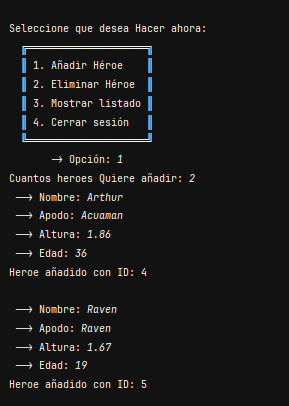 Seleccione que desea Hacer ahora:
1. Añadir Héroe
2. Eliminar Héroe
3. Mostrar listado
4. Cerrar sesión
—> Opción: 1
Cuantos heroes Quiere añadir: 2
—> Nombre: Arthur
—> Apodo: Acuaman
—> Altura: 1.86
—> Edad: 36
Heroe añadido con ID: 4
—> Nombre: Raven
—> Apodo: Raven
—> Altura: 1.67
—> Edad: 19
Heroe añadido con ID: 5